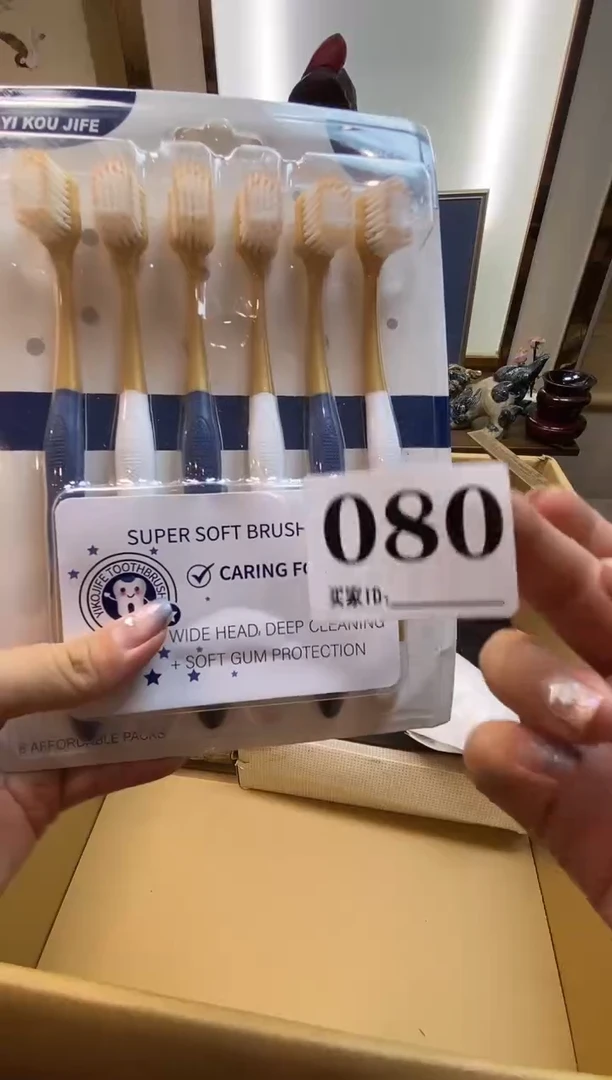 YI KOU JIFE
SUPER SOFT BRUSH
080
YIKOJIFE TOOTHBRUSH
CARING FO
买家ID:
WIDE HEAD, DEEP CLEANING
+ SOFT GUM PROTECTION
6 AFFORDABLE PACKS